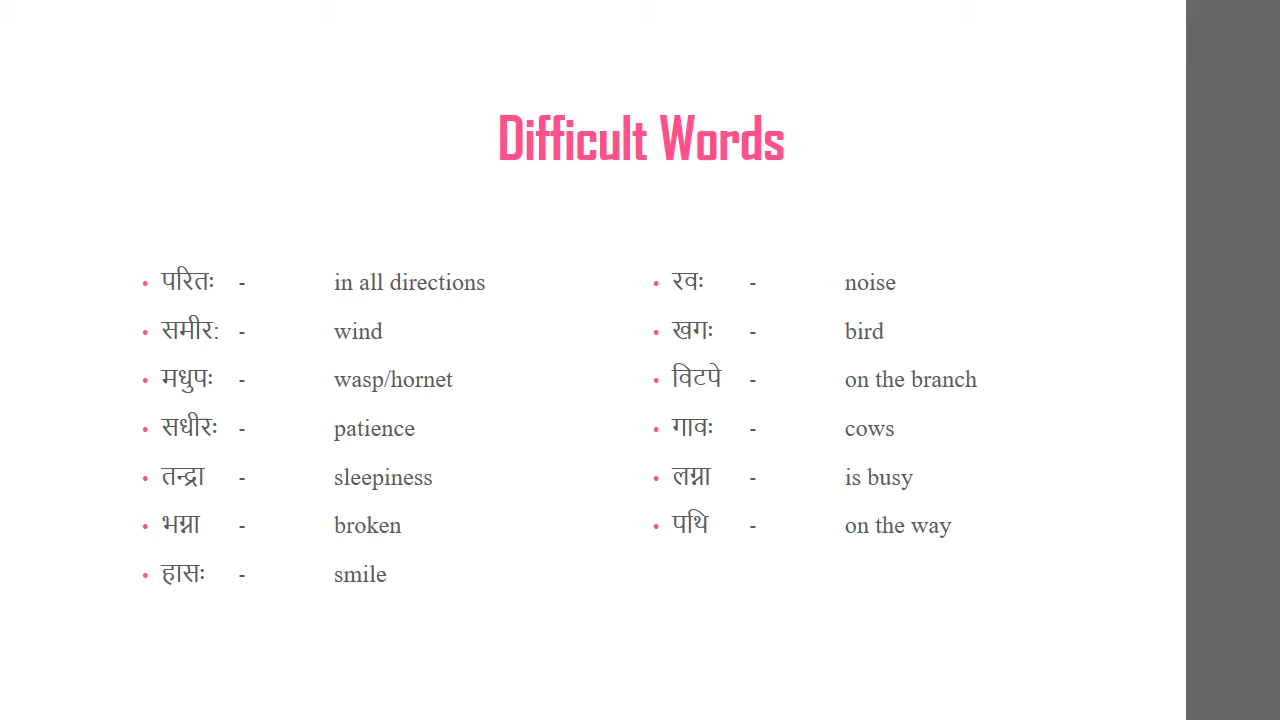 Difficult Words
• परितः - in all directions
• समीर: - wind
• मधुपः - wasp/hornet
• सधीरः - patience
• तन्द्रा - sleepiness
• भग्ना - broken
• हासः - smile
• रवः - noise
• खगः - bird
• विटपे - on the branch
• गावः - cows
• लग्ना - is busy
• पथि - on the way